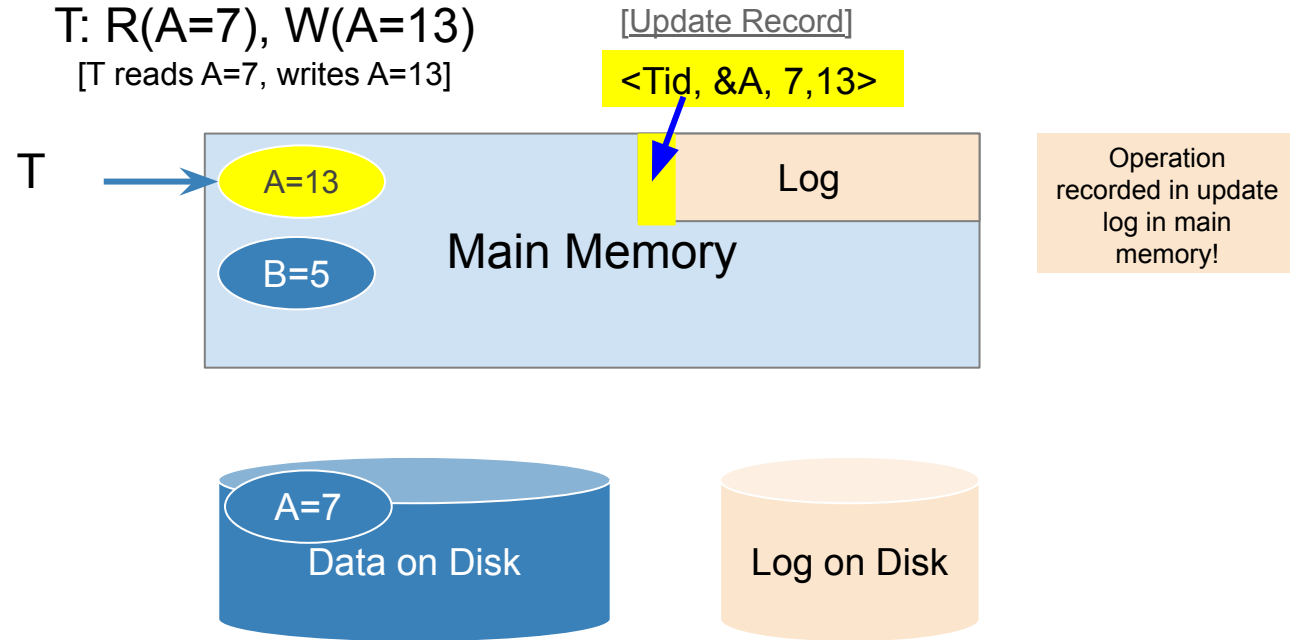 T: R(A=7), W(A=13)
[T reads A=7, writes A=13]
[Update Record]
<Tid, &A, 7,13>
T
A=13
Log
Main Memory
B=5
Operation
recorded in update
log in main
memory!
A=7
Data on Disk
Log on Disk